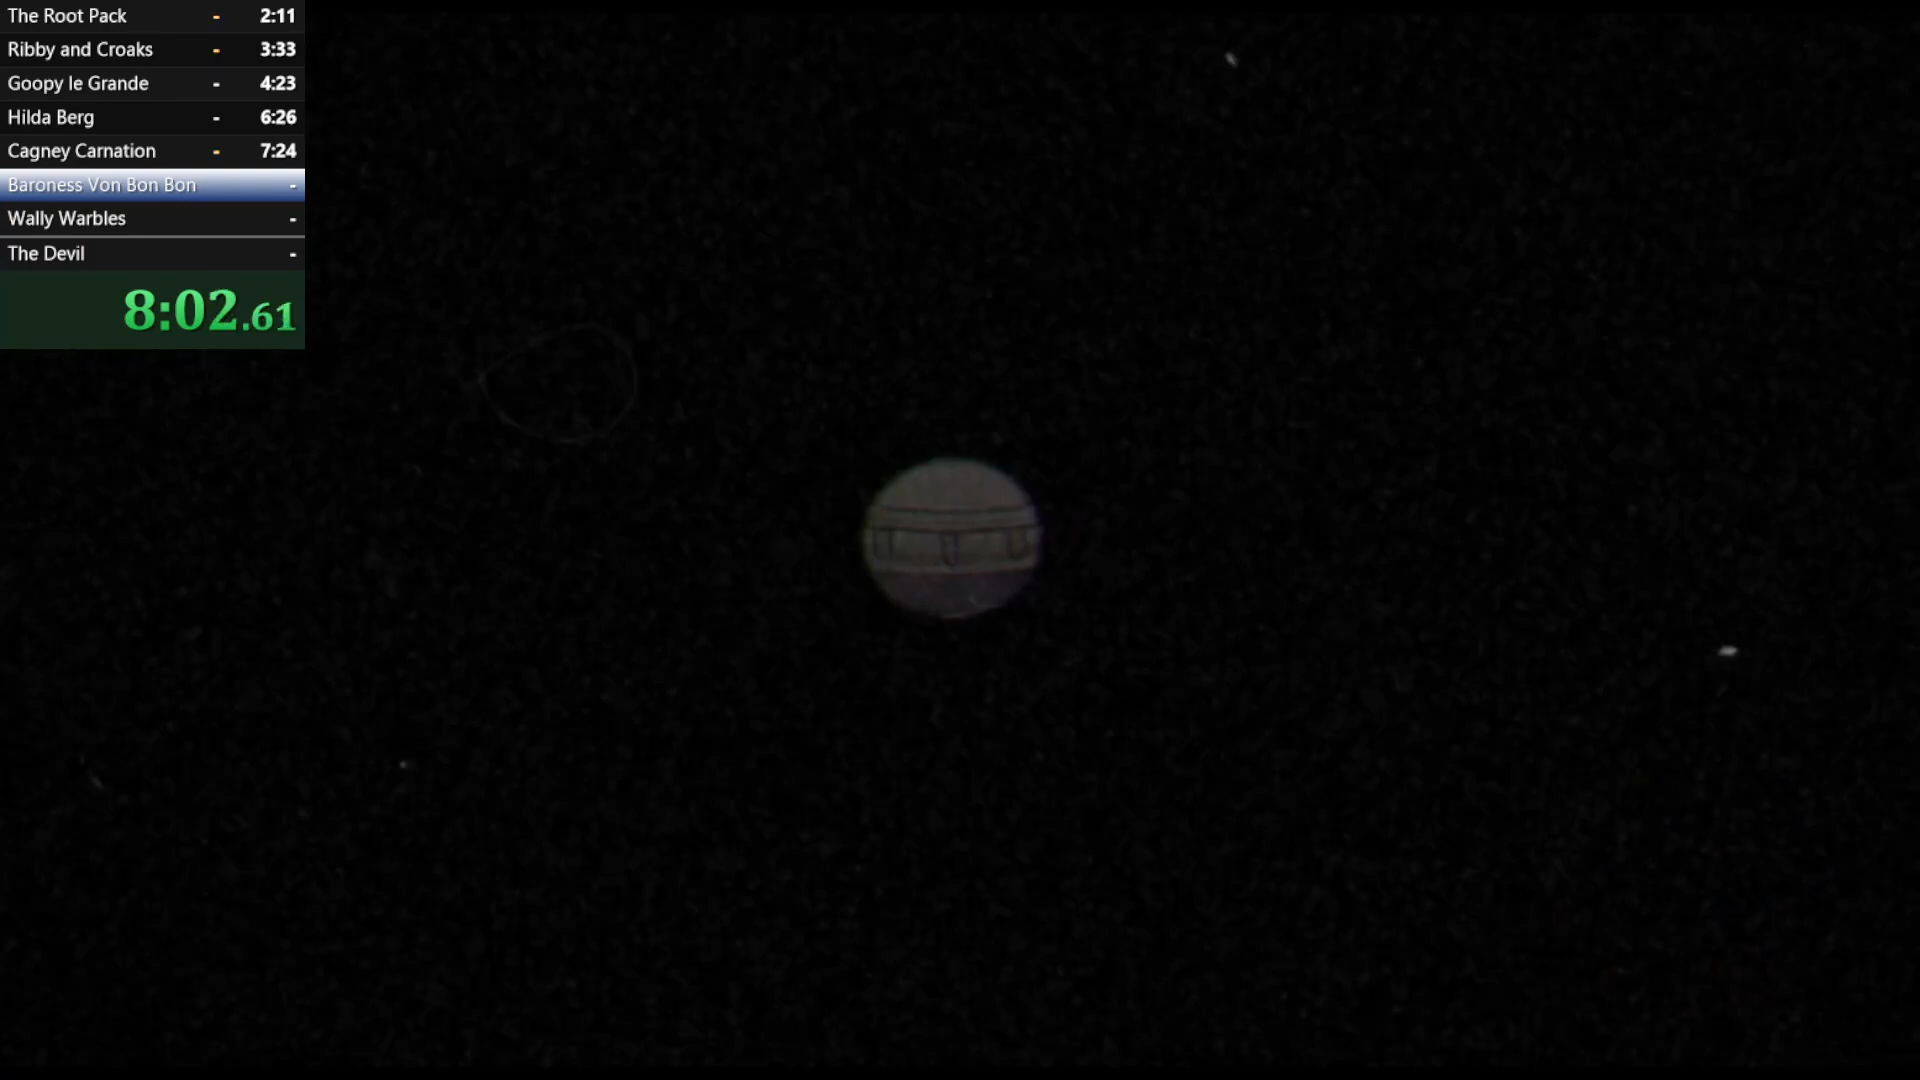 The Root Pack - 2:11
Ribby and Croaks - 3:33
Goopy le Grande - 4:23
Hilda Berg - 6:26
Cagney Carnation - 7:24
Baroness Von Bon Bon -
Wally Warbles -
The Devil -
8:02.61